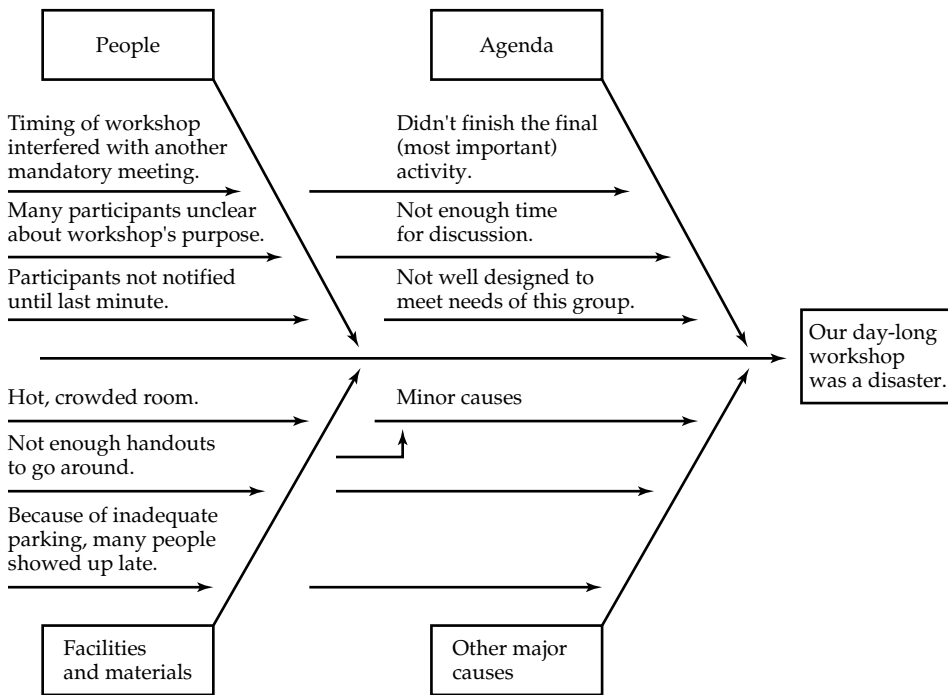 People
Agenda
Timing of workshop
interfered with another
mandatory meeting.
Many participants unclear
about workshop's purpose.
Participants not notified
until last minute.
Didn't finish the final
(most important)
activity.
Not enough time
for discussion.
Not well designed to
meet needs of this group.
Our day-long
workshop
was a disaster.
Hot, crowded room.
Not enough handouts
to go around.
Because of inadequate
parking, many people
showed up late.
Minor causes
Facilities
and materials
Other major
causes